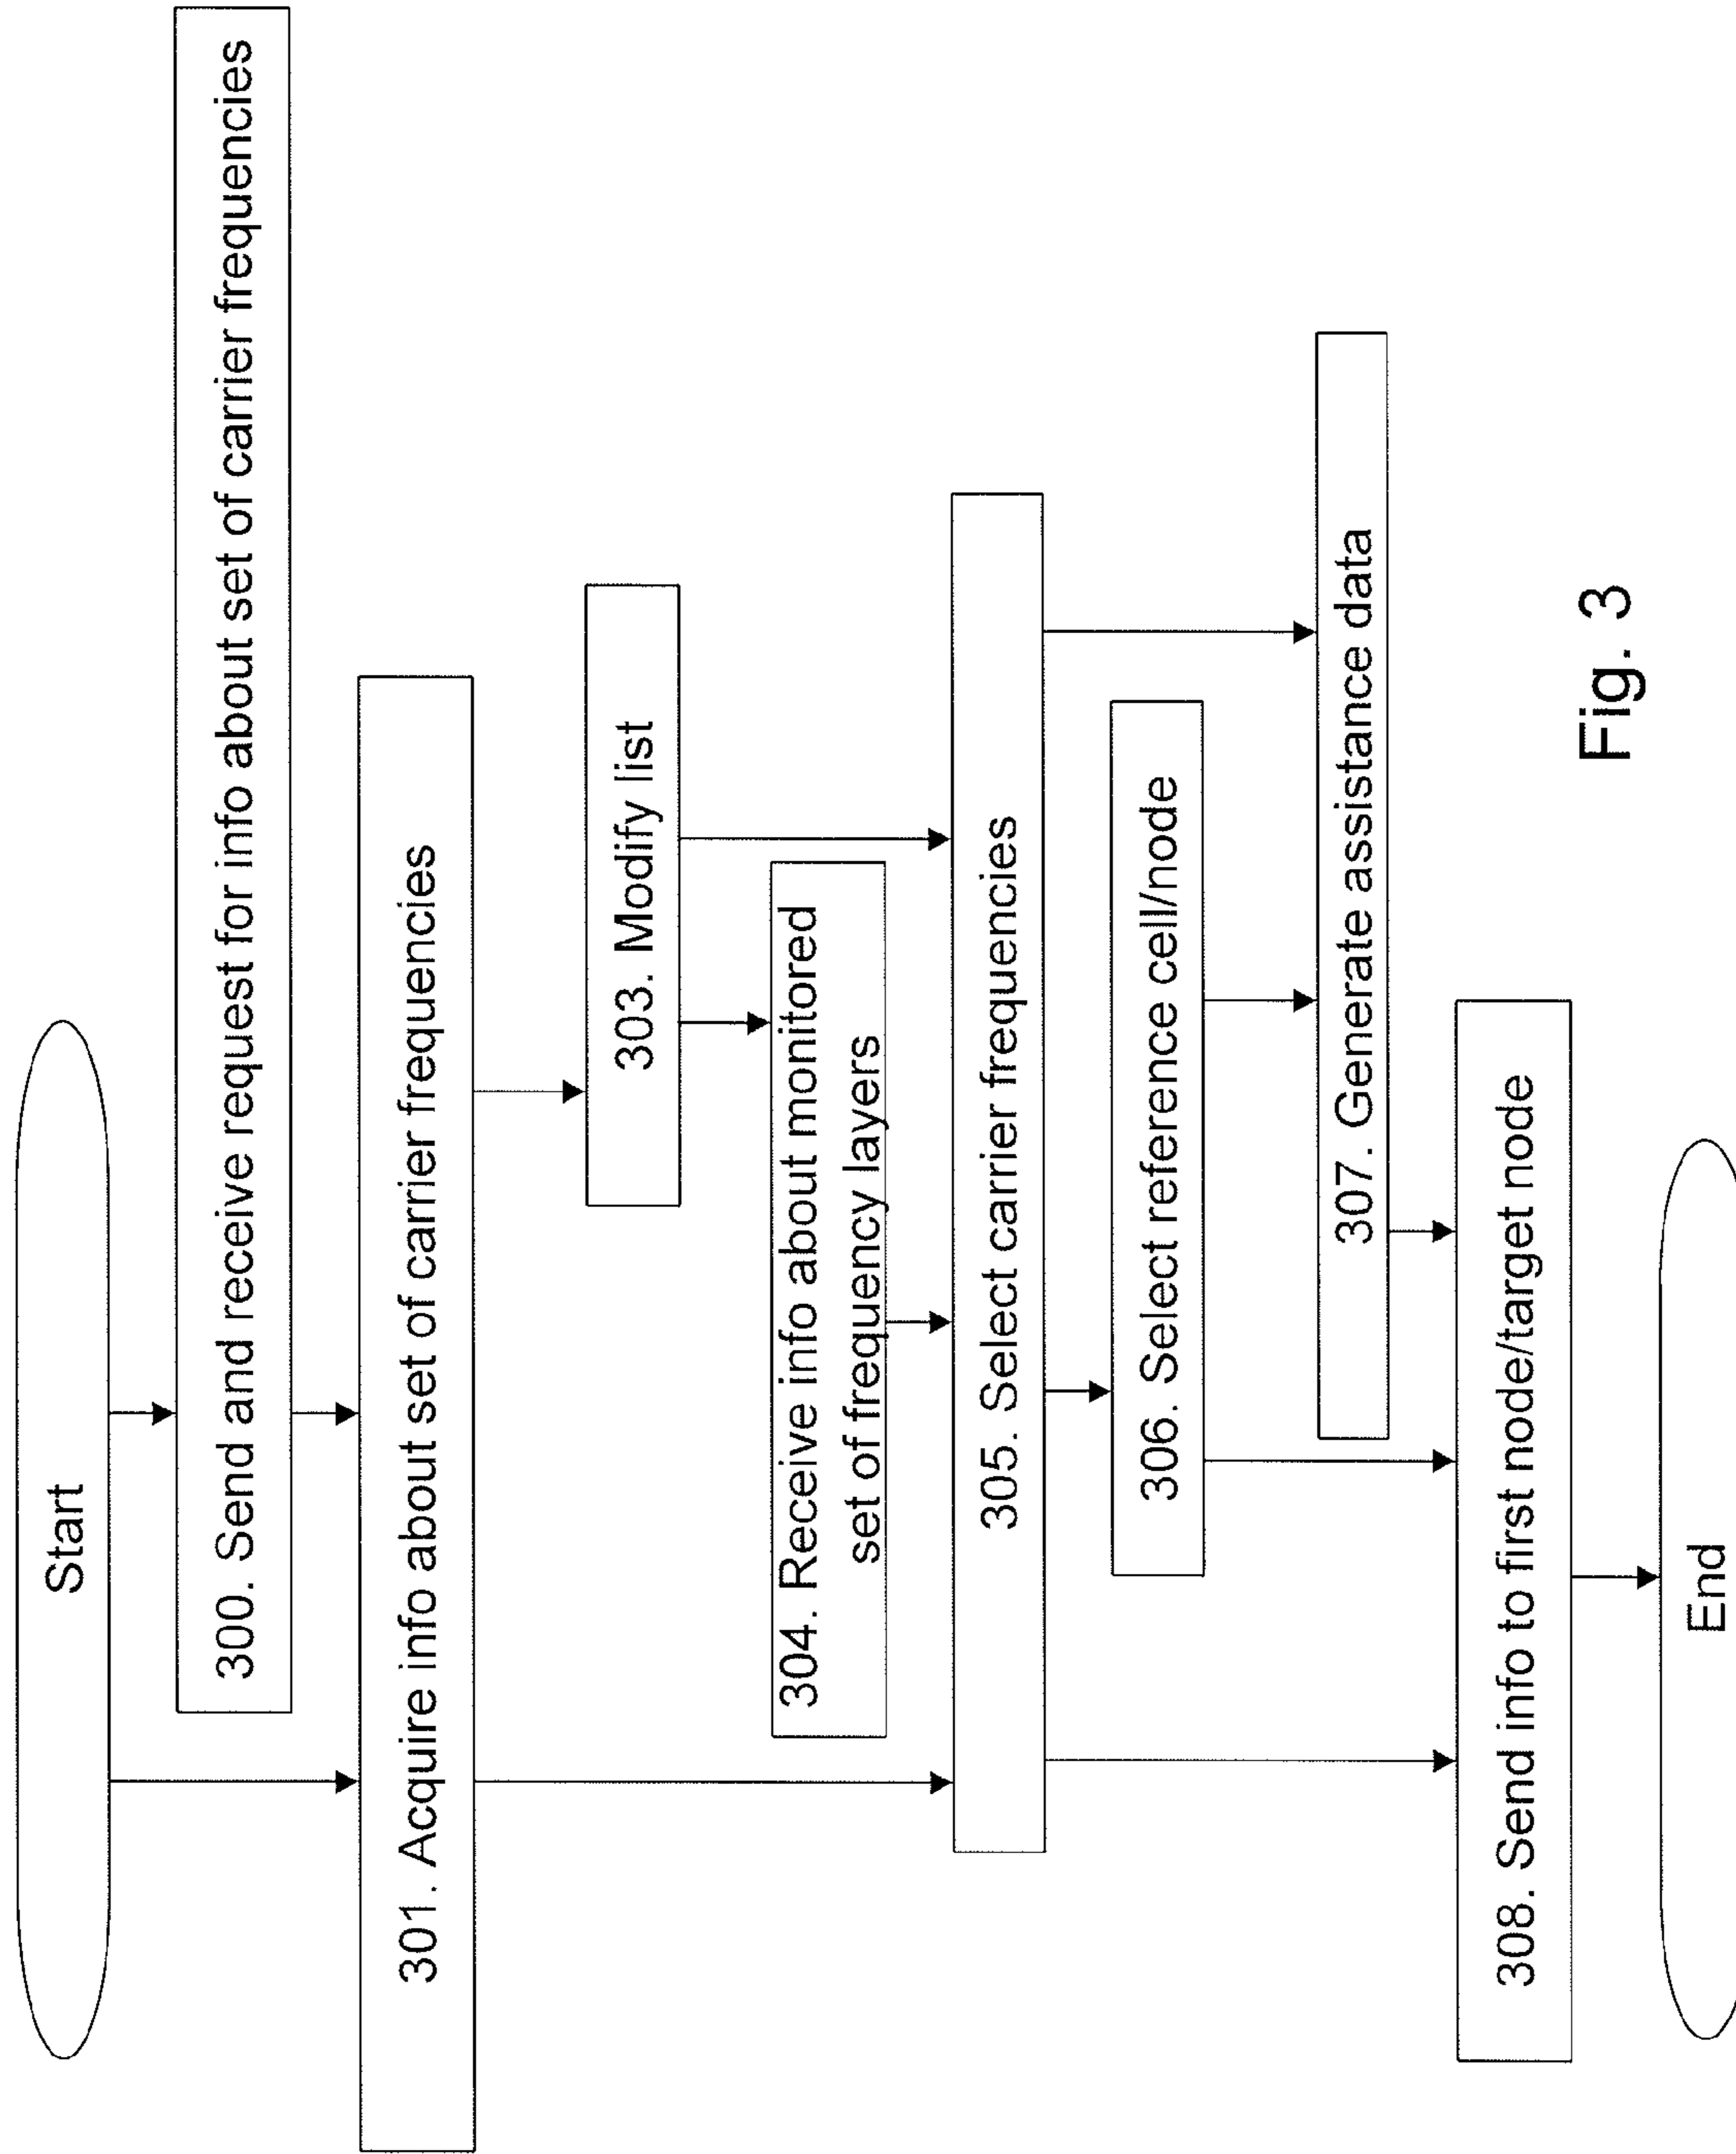 Start
300. Send and receive request for info about set of carrier frequencies
301. Acquire info about set of carrier frequencies
303. Modify list
304. Receive info about monitored
set of frequency layers
305. Select carrier frequencies
306. Select reference cell/node
307. Generate assistance data
308. Send info to first node/target node
End
Fig. 3